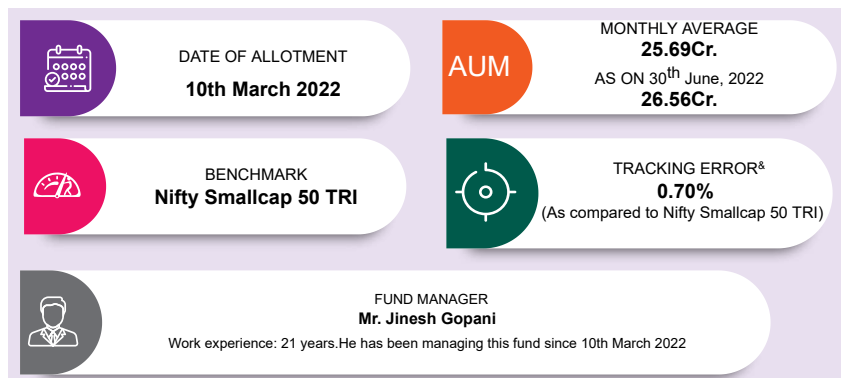 DATE OF ALLOTMENT
10th March 2022
AUM
MONTHLY AVERAGE
25.69Cr.
AS ON 30th June, 2022
26.56Cr.
BENCHMARK
Nifty Smallcap 50 TRI
TRACKING ERROR&
0.70%
(As compared to Nifty Smallcap 50 TRI)
FUND MANAGER
Mr. Jinesh Gopani
Work experience: 21 years.He has been managing this fund since 10th March 2022